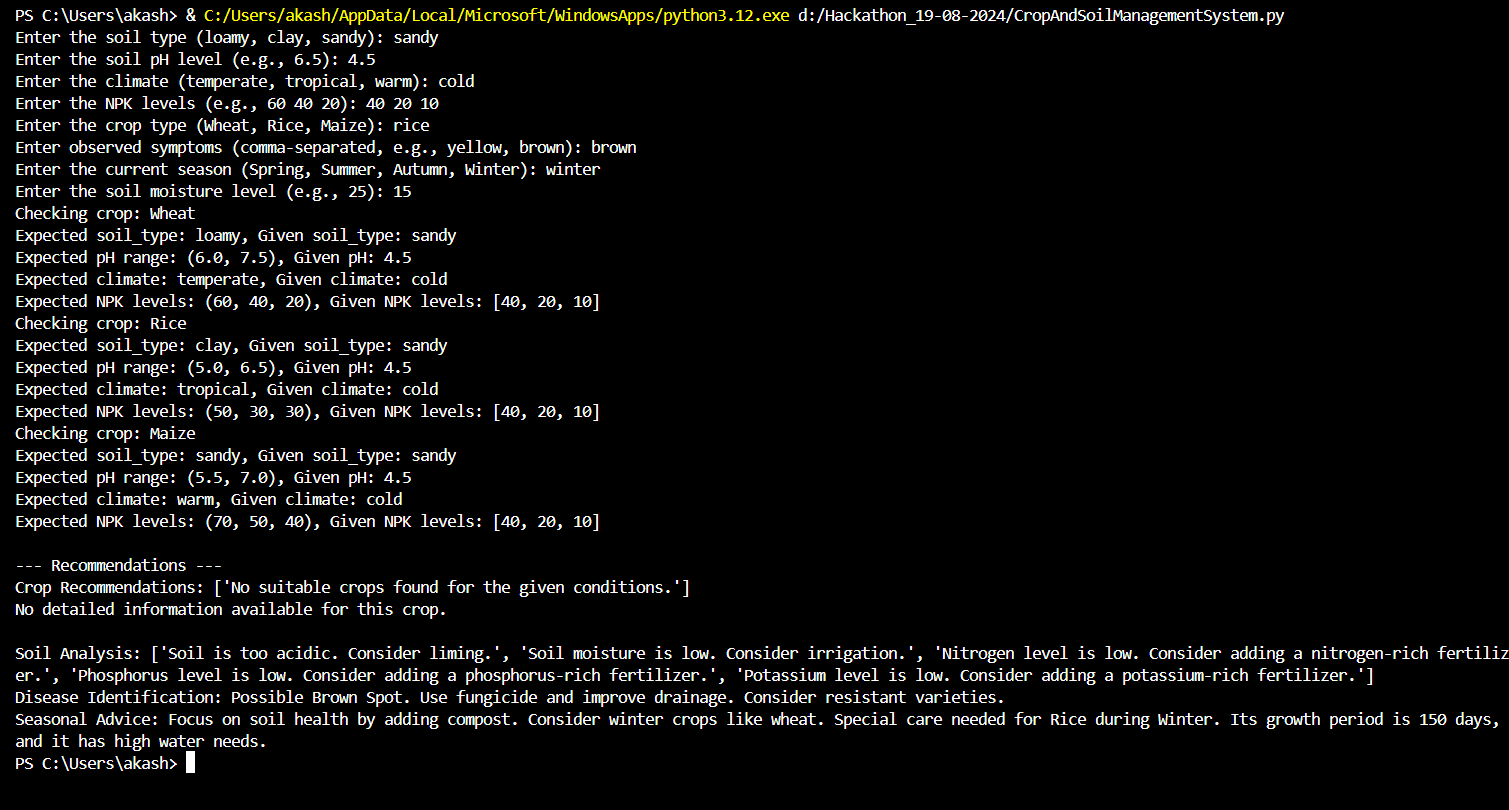 PS C:\Users\akash> & C:/Users/akash/AppData/Local/Microsoft/WindowsApps/python3.12.exe d:/Hackathon_19-08-2024/CropAndSoilManagementSystem.py
Enter the soil type (loamy, clay, sandy): sandy
Enter the soil pH level (e.g., 6.5): 4.5
Enter the climate (temperate, tropical, warm): cold
Enter the NPK levels (e.g., 60 40 20): 40 20 10
Enter the crop type (Wheat, Rice, Maize): rice
Enter observed symptoms (comma-separated, e.g., yellow, brown): brown
Enter the current season (Spring, Summer, Autumn, Winter): winter
Enter the soil moisture level (e.g., 25): 15
Checking crop: Wheat
Expected soil_type: loamy, Given soil_type: sandy
Expected pH range: (6.0, 7.5), Given pH: 4.5
Expected climate: temperate, Given climate: cold
Expected NPK levels: (60, 40, 20), Given NPK levels: [40, 20, 10]
Checking crop: Rice
Expected soil_type: clay, Given soil_type: sandy
Expected pH range: (5.0, 6.5), Given pH: 4.5
Expected climate: tropical, Given climate: cold
Expected NPK levels: (50, 30, 30), Given NPK levels: [40, 20, 10]
Checking crop: Maize
Expected soil_type: sandy, Given soil_type: sandy
Expected pH range: (5.5, 7.0), Given pH: 4.5
Expected climate: warm, Given climate: cold
Expected NPK levels: (70, 50, 40), Given NPK levels: [40, 20, 10]
--- Recommendations ---
Crop Recommendations: ['No suitable crops found for the given conditions.']
No detailed information available for this crop.
Soil Analysis: ['Soil is too acidic. Consider liming.', 'Soil moisture is low. Consider irrigation.', 'Nitrogen level is low. Consider adding a nitrogen-rich fertiliz
er.', 'Phosphorus level is low. Consider adding a phosphorus-rich fertilizer.', 'Potassium level is low. Consider adding a potassium-rich fertilizer.']
Disease Identification: Possible Brown Spot. Use fungicide and improve drainage. Consider resistant varieties.
Seasonal Advice: Focus on soil health by adding compost. Consider winter crops like wheat. Special care needed for Rice during Winter. Its growth period is 150 days,
and it has high water needs.
PS C:\Users\akash>